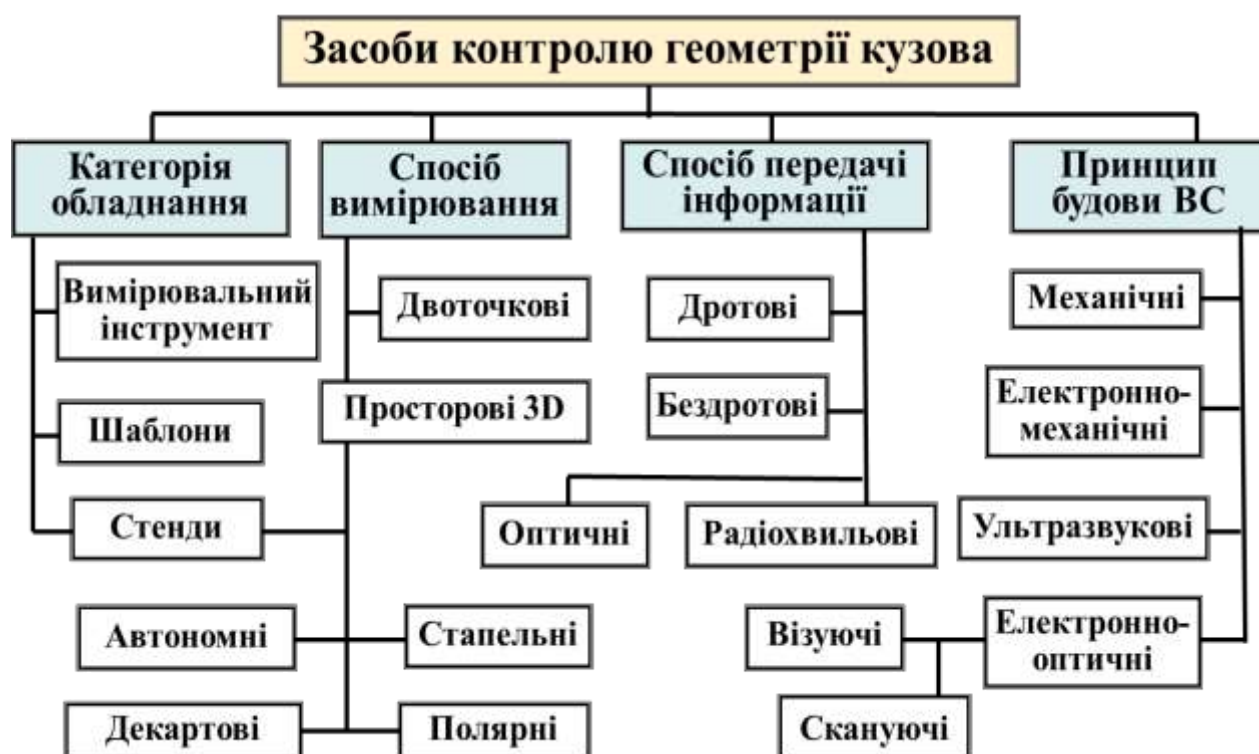 Засоби контролю геометрії кузова
Категорія
обладнання
Спосіб
вимірювання
Спосіб передачі
інформації
Принцип
будови ВС
Вимірювальний
інструмент
Двоточкові
Дротові
Механічні
Шаблони
Просторові 3D
Бездротові
Електронно-
механічні
Стенди
Оптичні
Радіохвильові
Ультразвукові
Автономні
Стапельні
Візуючі
Електронно-
оптичні
Декартові
Полярні
Скануючі